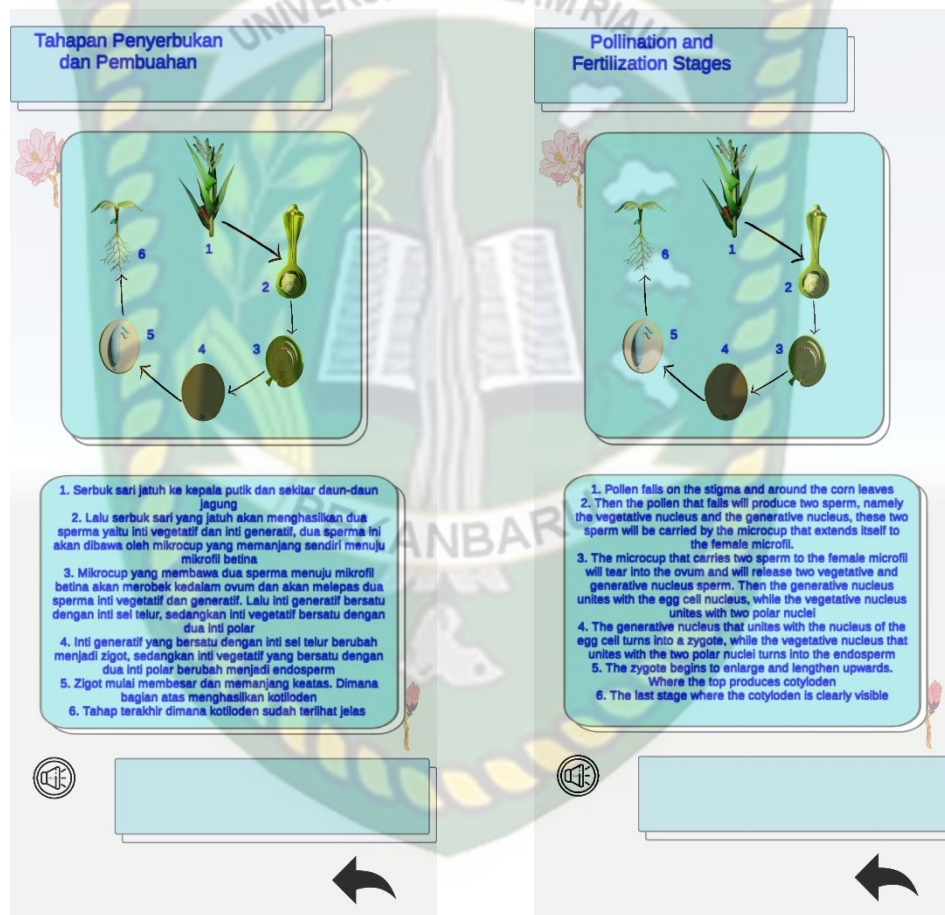 UNIVERSITAS ISLAM RIAU
Tahapan Penyerbukan
dan Pembuahan
1
2
3
4
5
6
1. Serbuk sari jatuh ke kepala putik dan sekitar daun-daun
jagung
2. Lalu serbuk sari yang jatuh akan menghasilkan dua
sperma yaitu inti vegetatif dan inti generatif, dua sperma ini
akan dibawa oleh mikrocup yang memanjang sendiri menuju
mikrofil betina
3. Mikrocup yang membawa dua sperma menuju mikrofil
betina akan merobek kedalam ovum dan akan melepas dua
sperma inti vegetatif dan generatif. Lalu inti generatif bersatu
dengan inti sel telur, sedangkan inti vegetatif bersatu dengan
dua inti polar
4. Inti generatif yang bersatu dengan inti sel telur berubah
menjadi zigot, sedangkan inti vegetatif yang bersatu dengan
dua inti polar berubah menjadi endosperm
5. Zigot mulai membesar dan memanjang keatas. Dimana
bagian atas menghasilkan kotiloden
6. Tahap terakhir dimana kotiloden sudah terlihat jelas
Pollination and
Fertilization Stages
1
2
3
4
5
6
1. Pollen falls on the stigma and around the corn leaves
2. Then the pollen that falls will produce two sperm, namely
the vegetative nucleus and the generative nucleus, these two
sperm will be carried by the microcup that extends itself to
the female microfil.
3. The microcup that carries two sperm to the female microfil
will tear into the ovum and will release two vegetative and
generative nucleus sperm. Then the generative nucleus
unites with the egg cell nucleus, while the vegetative nucleus
unites with two polar nuclei
4. The generative nucleus that unites with the nucleus of the
egg cell turns into a zygote, while the vegetative nucleus that
unites with the two polar nuclei turns into the endosperm
5. The zygote begins to enlarge and lengthen upwards.
Where the top produces cotyloden
6. The last stage where the cotyloden is clearly visible
PEKANBARU